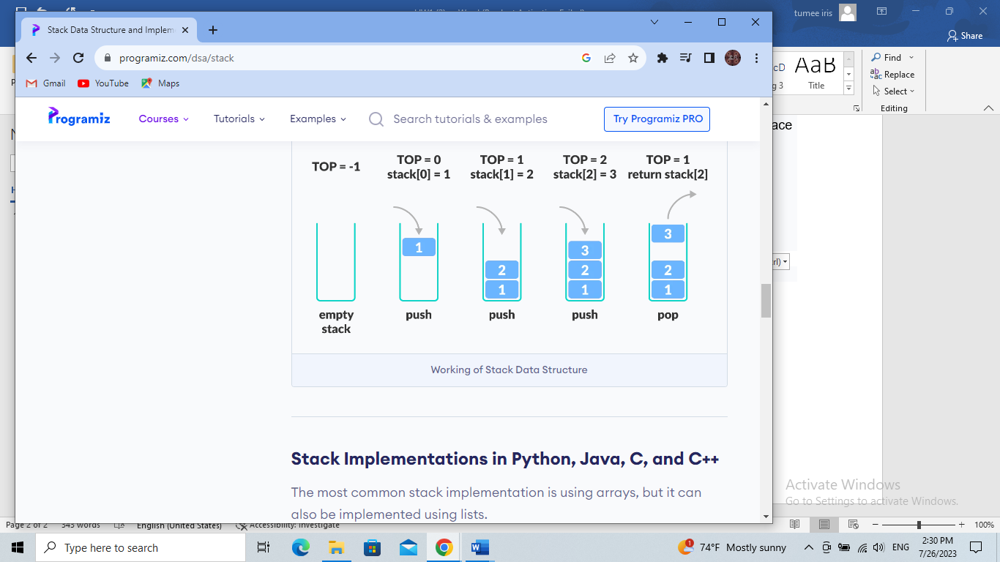 tumee iris
Share
Stack Data Structure and Implem
programiz.com/dsa/stack
Gmail
YouTube
Maps
Programiz
Courses
Tutorials
Examples
Search tutorials & examples
Try Programiz PRO
TOP = -1
TOP = 0
stack[0] = 1
TOP = 1
stack[1] = 2
TOP = 2
stack[2] = 3
TOP = 1
return stack[2]
1
2
1
3
2
1
3
2
1
empty
stack
push
push
push
pop
Working of Stack Data Structure
Stack Implementations in Python, Java, C, and C++
The most common stack implementation is using arrays, but it can
also be implemented using lists.
cD
AaB
g 3
Title
Find
Replace
Select
Editing
ace
rl)
Activate Windows
Go to Settings to activate Windows.
Page 2 of 2
343 words
English (United States)
Accessibility: Investigate
100%
Type here to search
1
74°F Mostly sunny
ENG
2:30 PM
7/26/2023